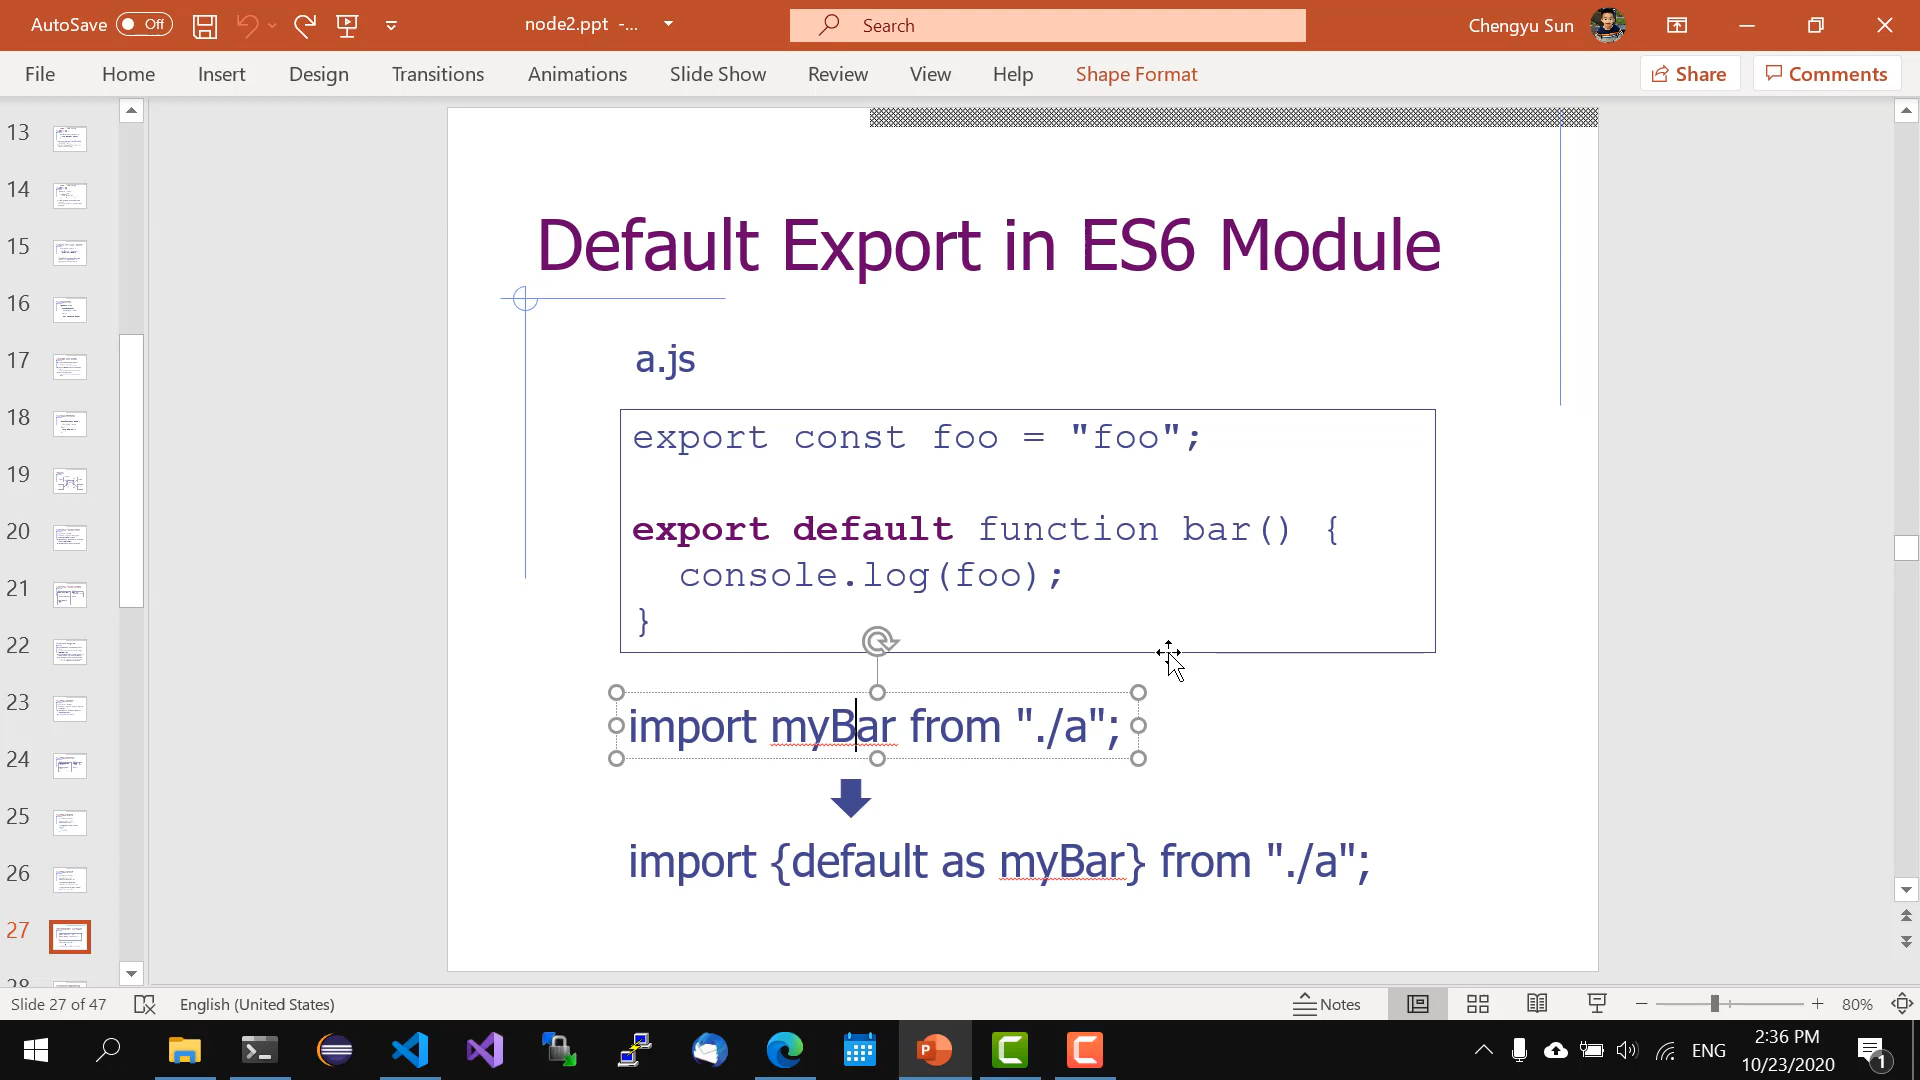 AutoSave Off node2.ppt -... Search Chengyu Sun
File Home Insert Design Transitions Animations Slide Show Review View Help Shape Format Share Comments
13
14
15
16
17
18
19
20
21
22
23
24
25
26
27
Default Export in ES6 Module
a.js
export const foo = "foo";
export default function bar() {
console.log(foo);
}
import myBar from "./a";
import {default as myBar} from "./a";
Slide 27 of 47 English (United States) Notes 80%
ENG 2:36 PM
10/23/2020 1